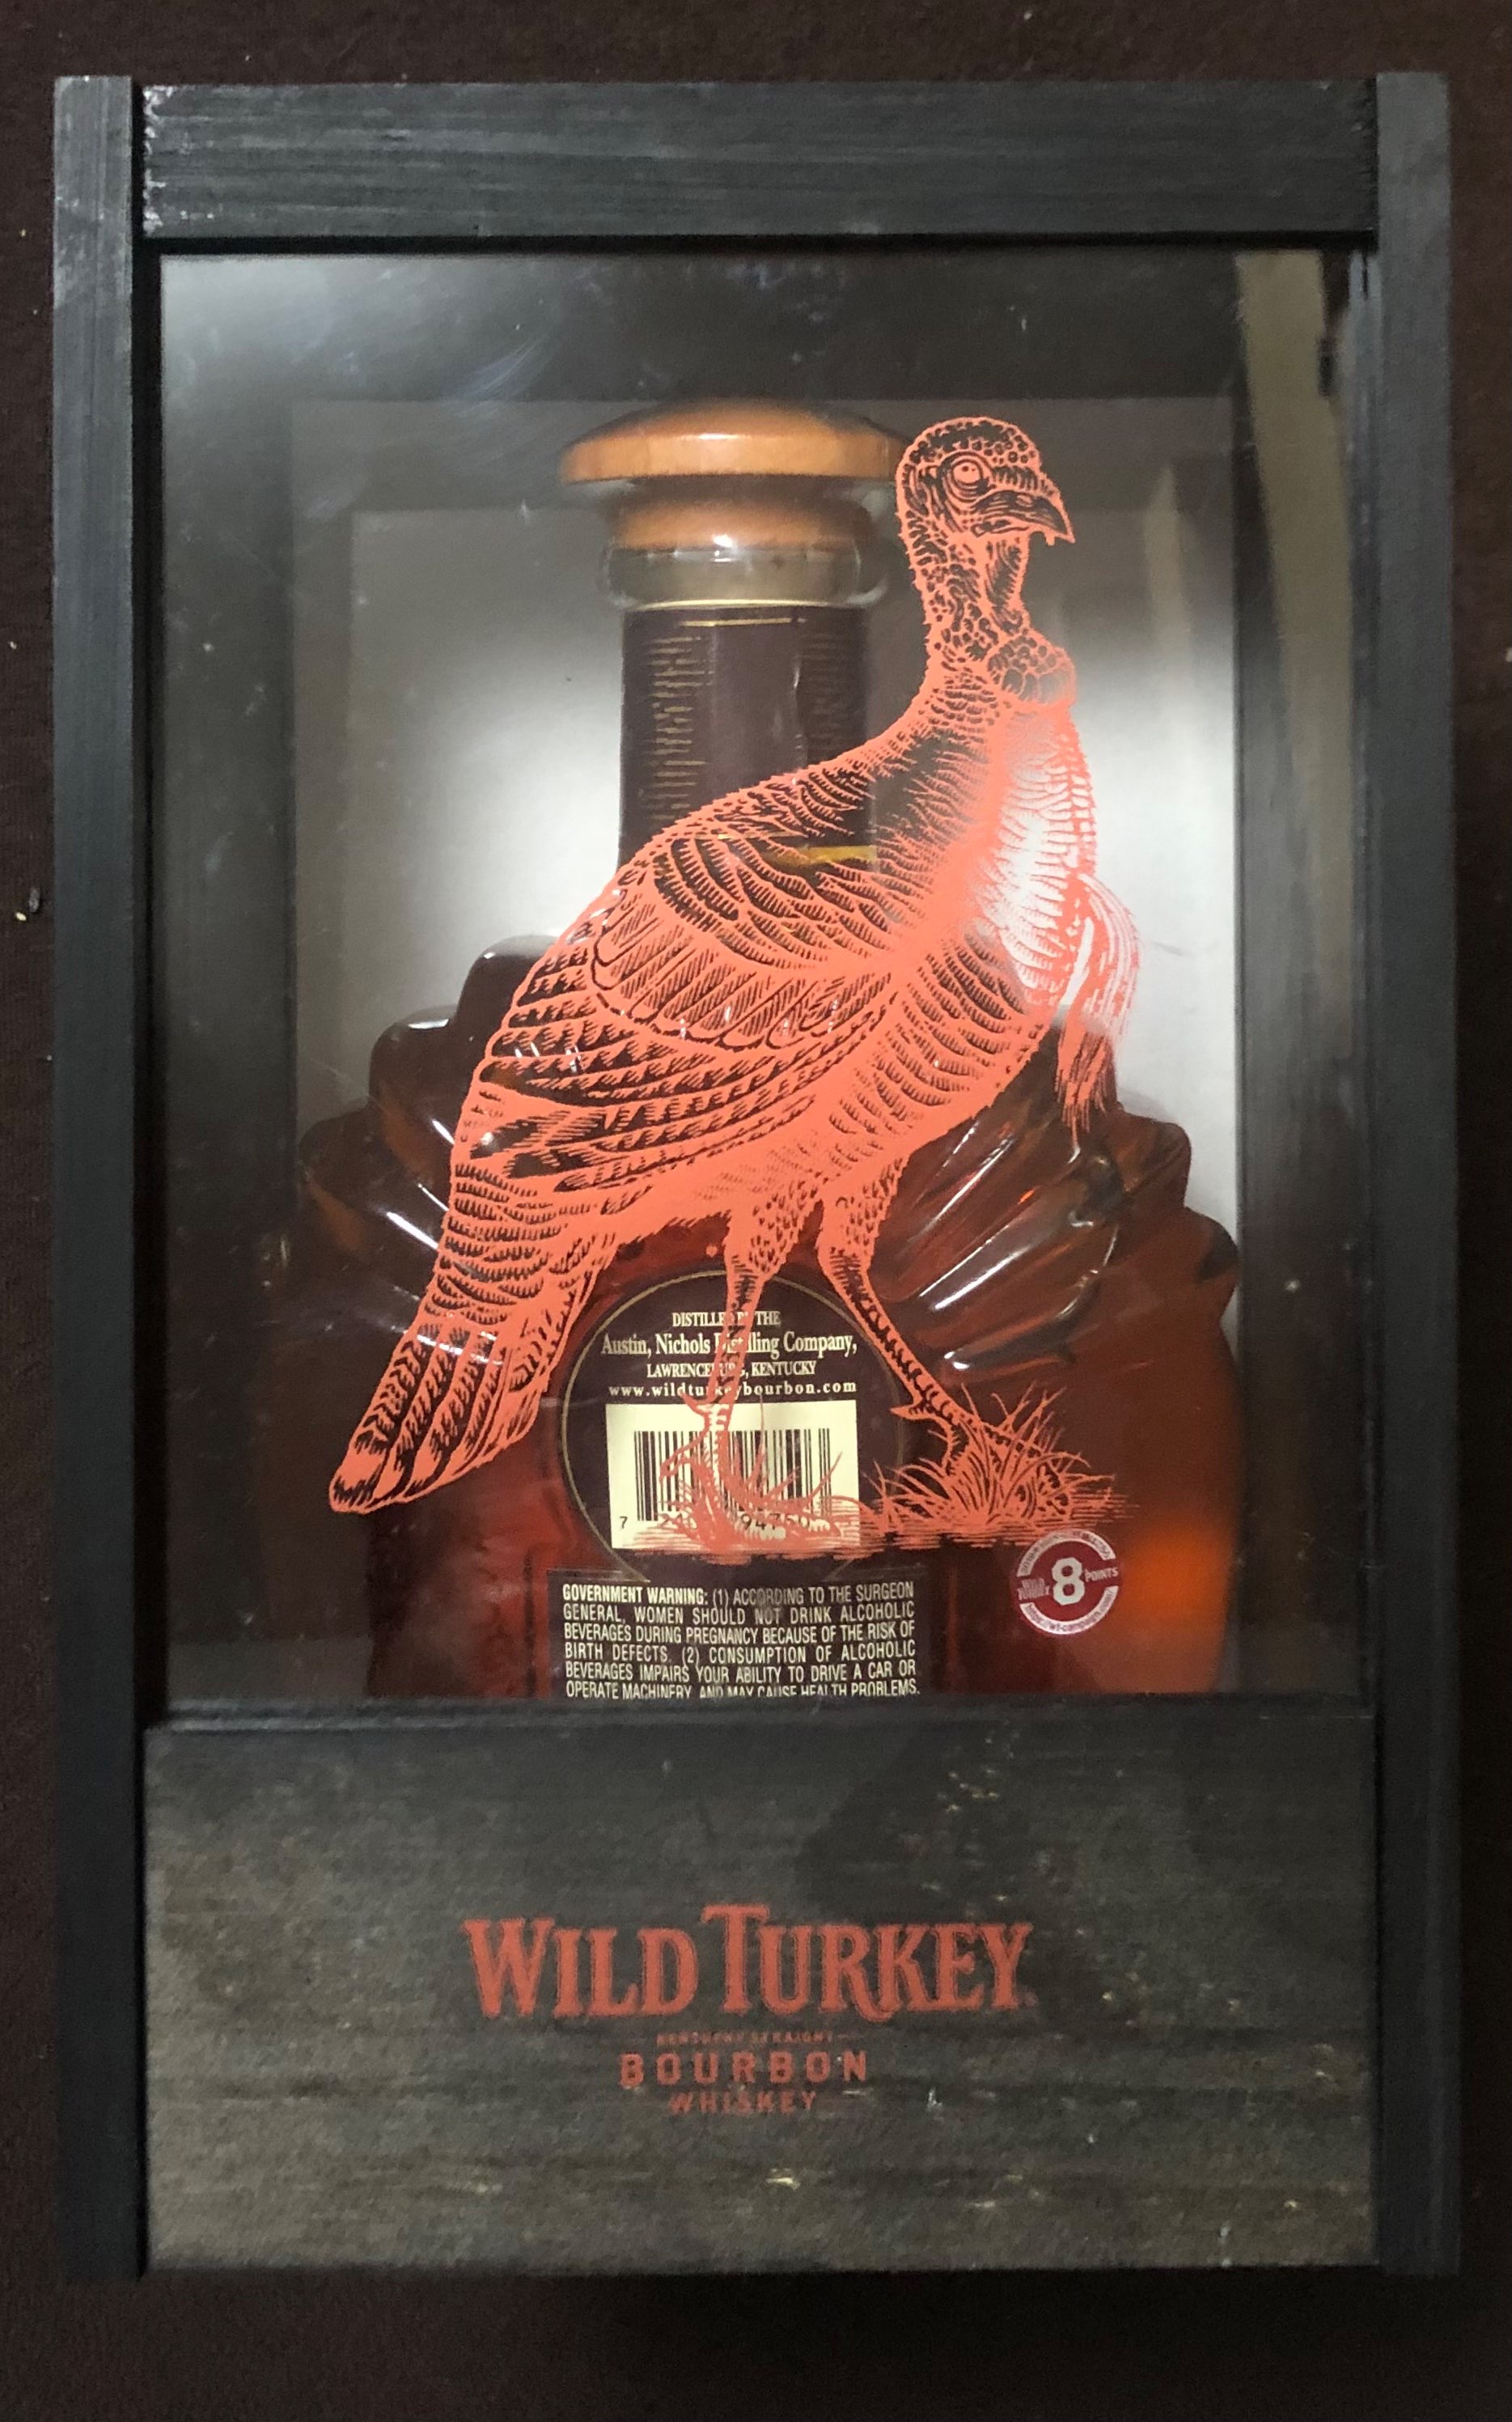 DISTILLED BY THE
Austin, Nichols Distilling Company,
LAWRENCEBURG, KENTUCKY
www.wildturkeybourbon.com
7
GOVERNMENT WARNING: (1) ACCORDING TO THE SURGEON
GENERAL, WOMEN SHOULD NOT DRINK ALCOHOLIC
BEVERAGES DURING PREGNANCY BECAUSE OF THE RISK OF
BIRTH DEFECTS. (2) CONSUMPTION OF ALCOHOLIC
BEVERAGES IMPAIRS YOUR ABILITY TO DRIVE A CAR OR
OPERATE MACHINERY, AND MAY CAUSE HEALTH PROBLEMS.
WILD TURKEY 8 POINTS
WILD TURKEY
KENTUCKY STRAIGHT
BOURBON
WHISKEY